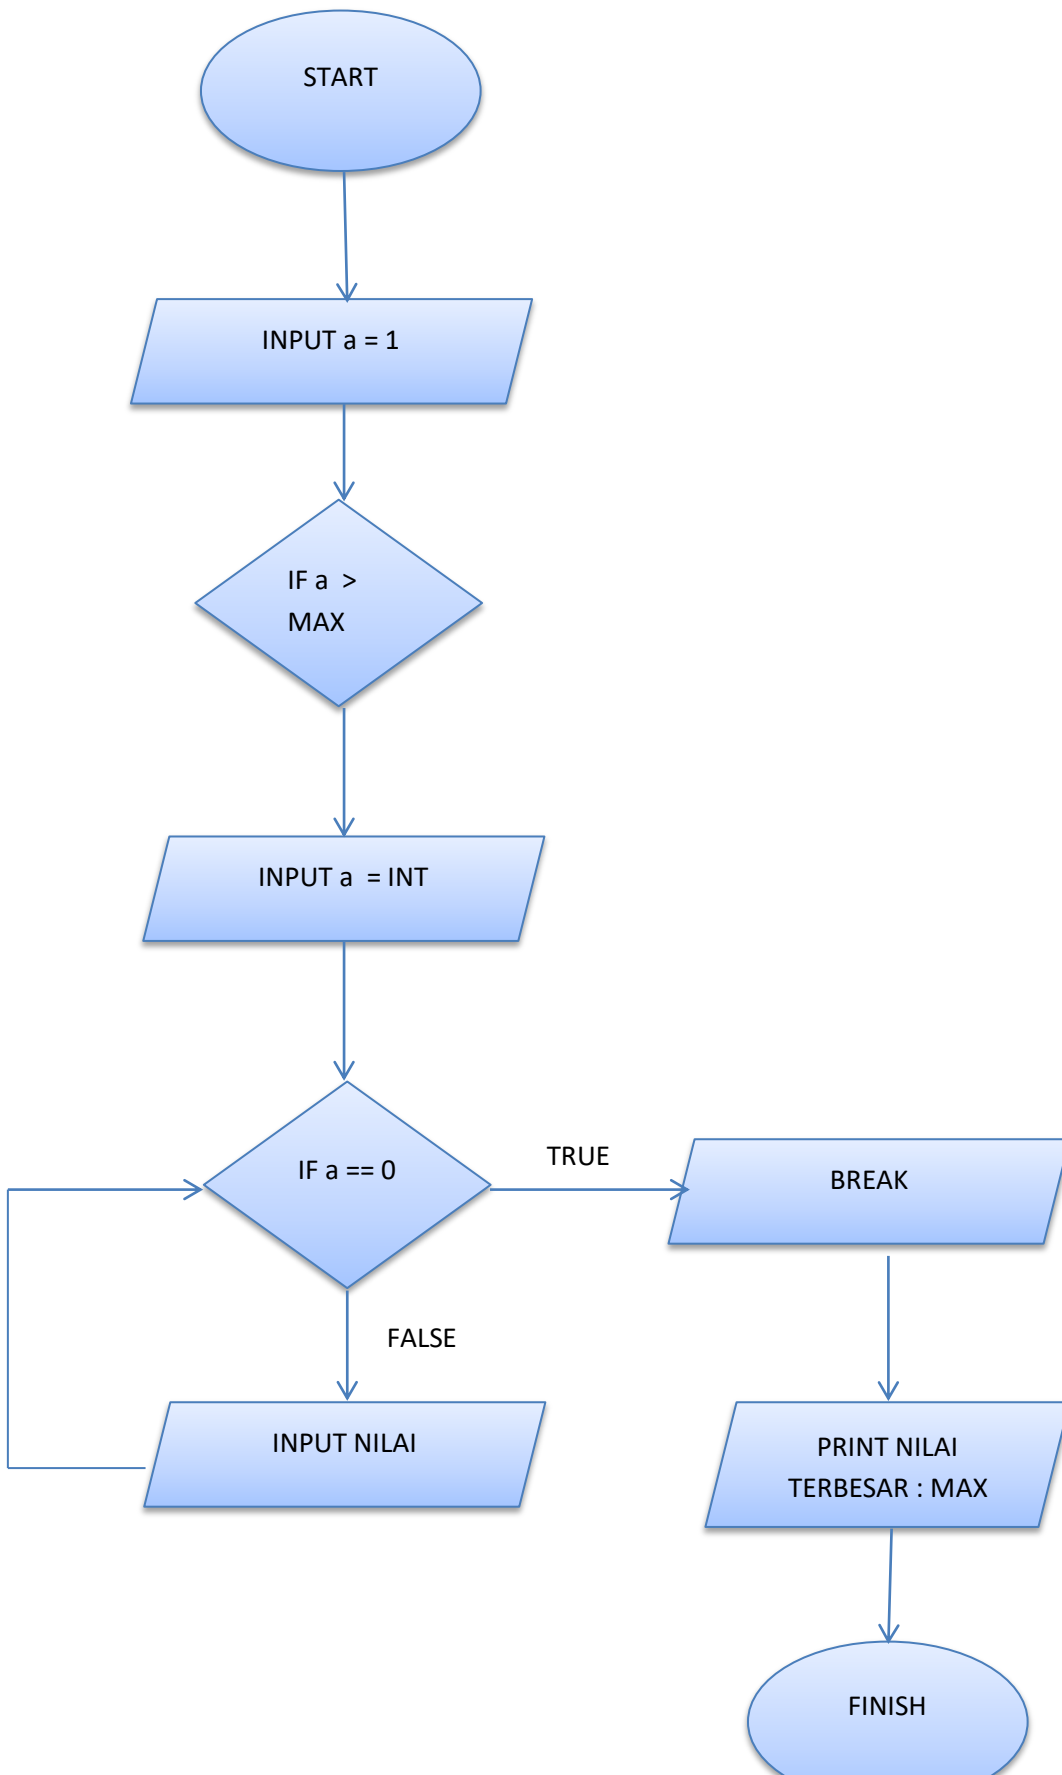 START
INPUT a = 1
IF a >
MAX
INPUT a = INT
IF a == 0
TRUE
BREAK
FALSE
INPUT NILAI
PRINT NILAI
TERBESAR : MAX
FINISH